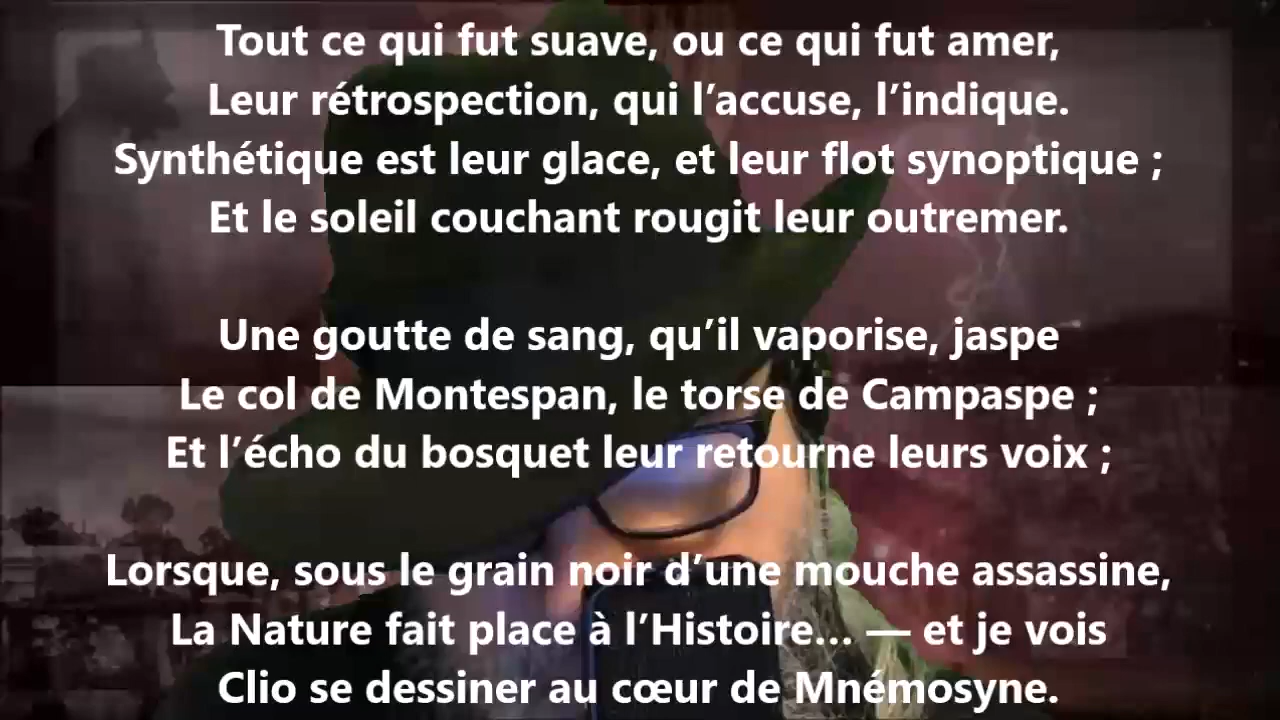 Tout ce qui fut suave, ou ce qui fut amer,
Leur rétrospection, qui l’accuse, l’indique.
Synthétique est leur glace, et leur flot synoptique ;
Et le soleil couchant rougit leur outremer.
Une goutte de sang, qu’il vaporise, jaspe
Le col de Montespan, le torse de Campaspe ;
Et l’écho du bosquet leur retourne leurs voix ;
Lorsque, sous le grain noir d’une mouche assassine,
La Nature fait place à l’Histoire… — et je vois
Clio se dessiner au cœur de Mnémosyne.